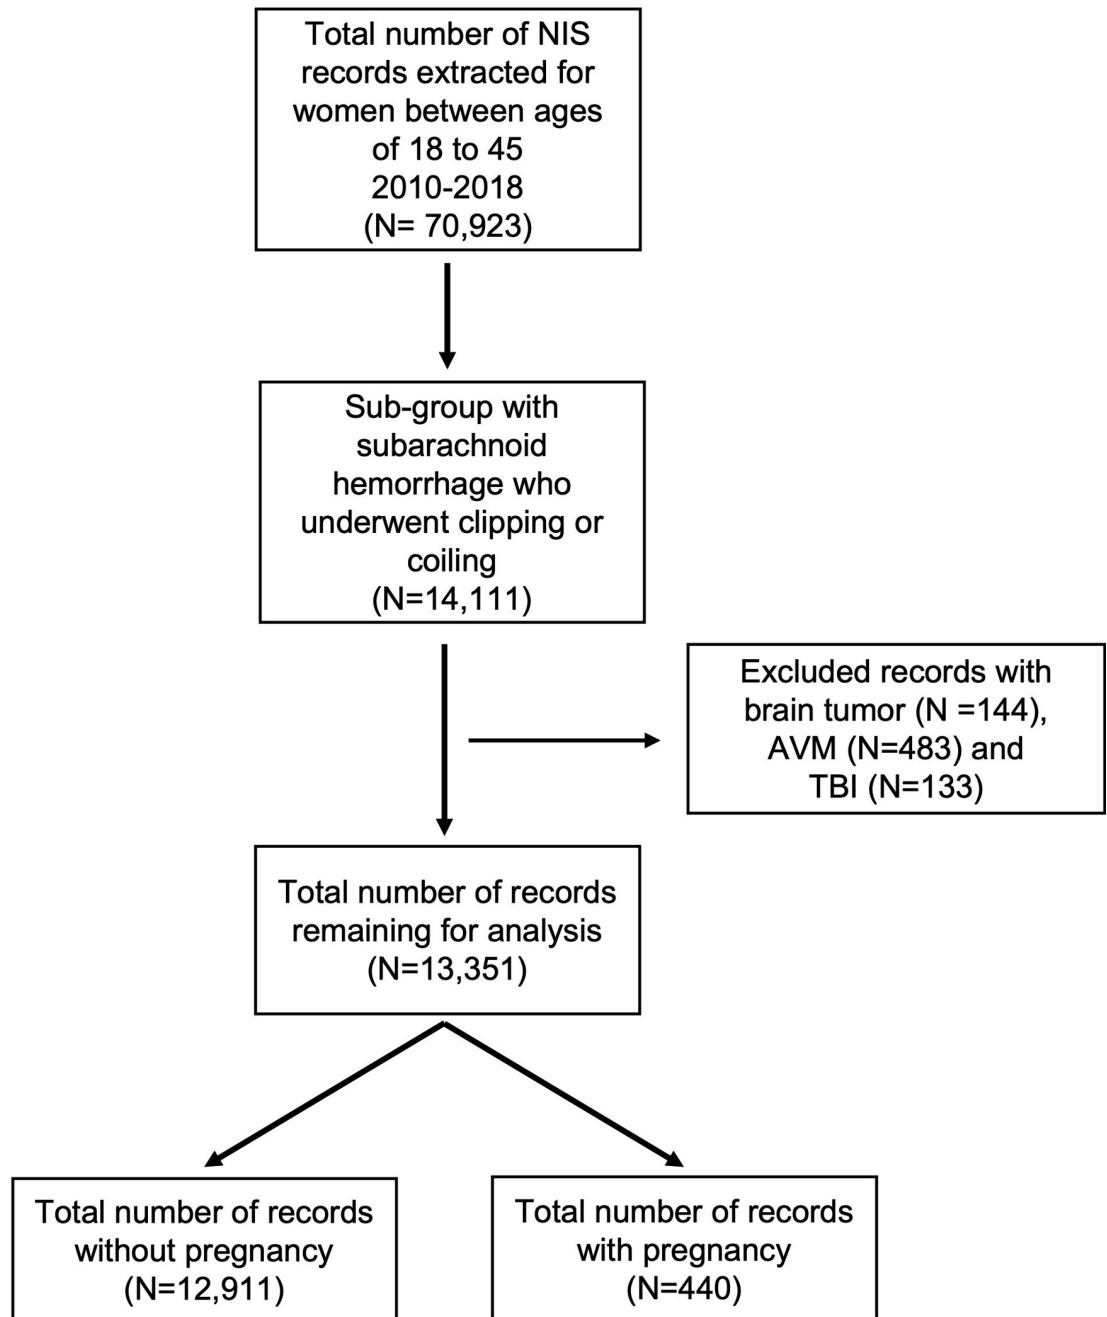 Total number of NIS
records extracted for
women between ages
of 18 to 45
2010-2018
(N= 70,923)
Sub-group with
subarachnoid
hemorrhage who
underwent clipping or
coiling
(N=14,111)
Excluded records with
brain tumor (N =144),
AVM (N=483) and
TBI (N=133)
Total number of records
remaining for analysis
(N=13,351)
Total number of records
without pregnancy
(N=12,911)
Total number of records
with pregnancy
(N=440)